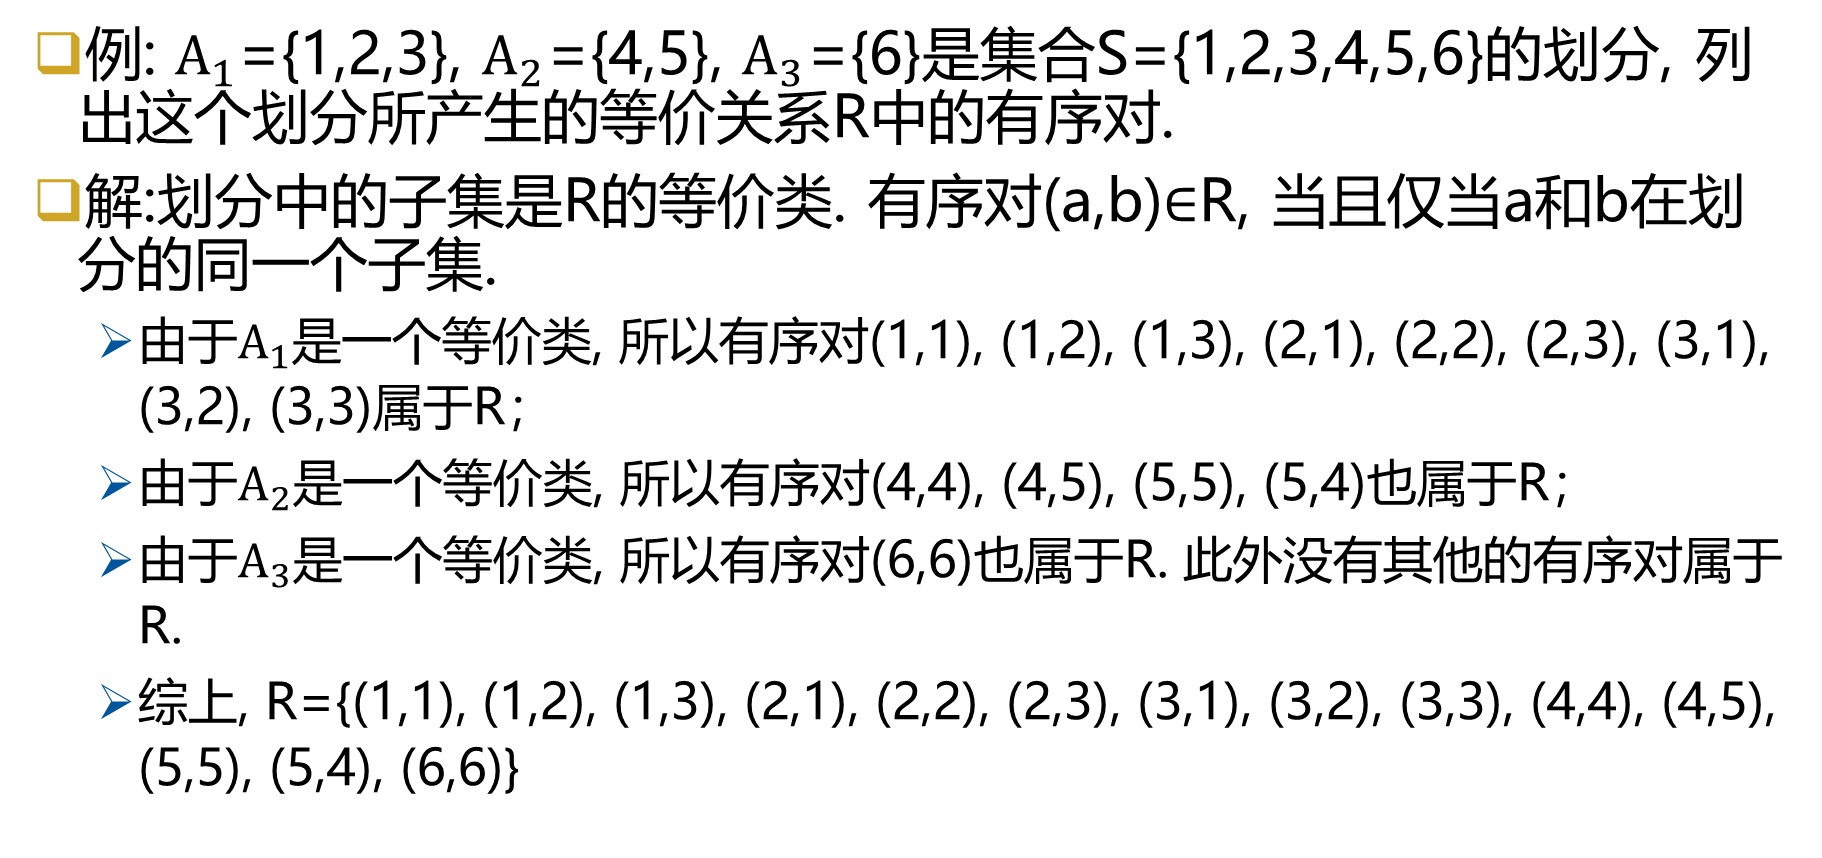 ❑例: A₁={1,2,3}, A₂={4,5}, A₃={6}是集合S={1,2,3,4,5,6}的划分, 列
出这个划分所产生的等价关系R中的有序对.
❑解:划分中的子集是R的等价类. 有序对(a,b)∈R, 当且仅当a和b在划
分的同一个子集.
➢由于A₁是一个等价类, 所以有序对(1,1), (1,2), (1,3), (2,1), (2,2), (2,3), (3,1),
(3,2), (3,3)属于R;
➢由于A₂是一个等价类, 所以有序对(4,4), (4,5), (5,5), (5,4)也属于R;
➢由于A₃是一个等价类, 所以有序对(6,6)也属于R. 此外没有其他的有序对属于
R.
➢综上, R={(1,1), (1,2), (1,3), (2,1), (2,2), (2,3), (3,1), (3,2), (3,3), (4,4), (4,5),
(5,5), (5,4), (6,6)}